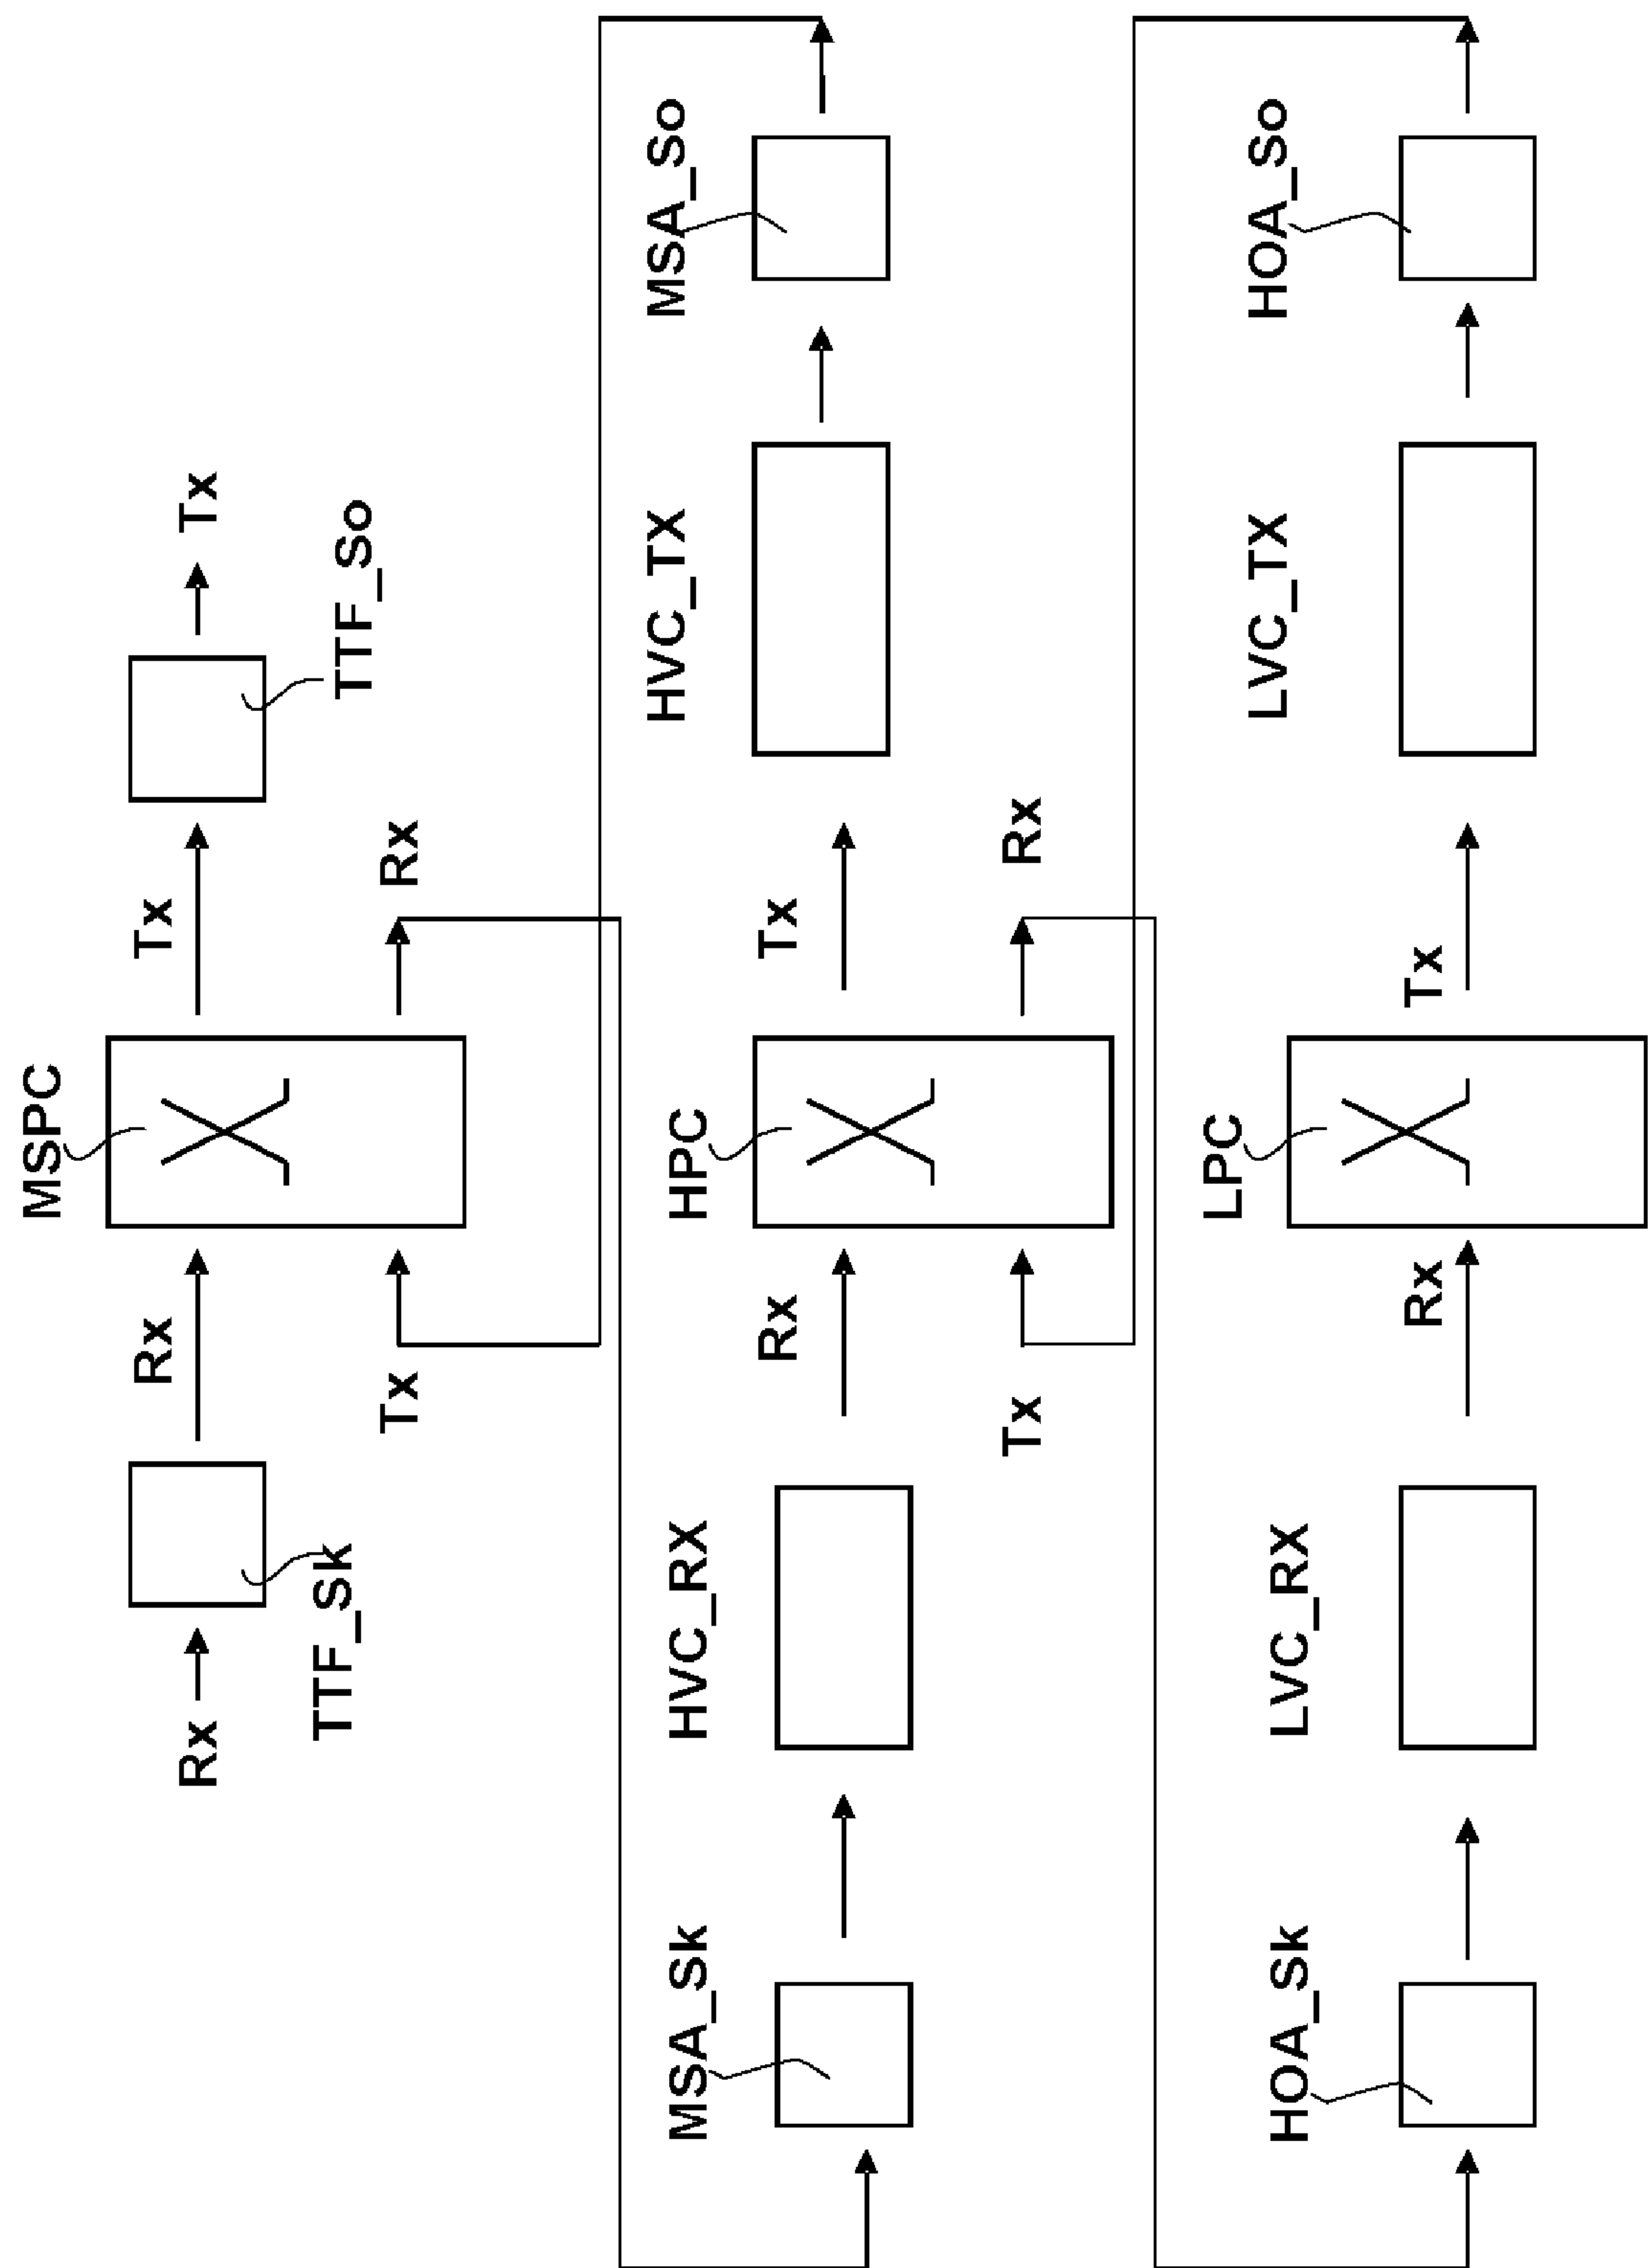 MSPC
Rx
TTF_Sk
Rx
Tx
TTF_So
Tx
Tx
Rx
MSA_Sk
HVC_RX
Rx
HPC
Tx
HVC_TX
MSA_So
Tx
Rx
HOA_Sk
LVC_RX
Rx
LPC
Tx
LVC_TX
HOA_So